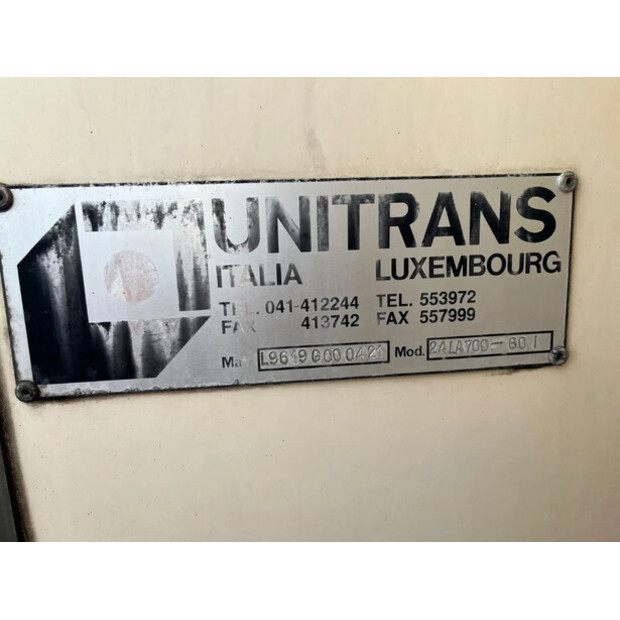 UNITRANS
ITALIA LUXEMBOURG
TEL. 041-412244 TEL. 553972
FAX 413742 FAX 557999
Mod.